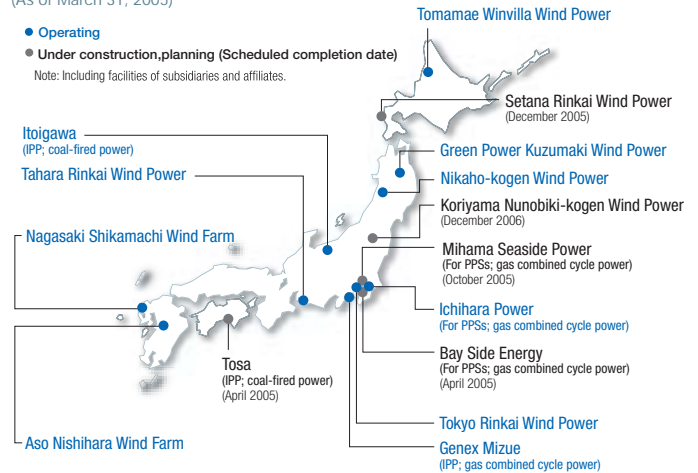 (As of March 31, 2005)
Operating
Under construction,planning (Scheduled completion date)
Note: Including facilities of subsidiaries and affiliates.
Tomamae Winvilla Wind Power
Setana Rinkai Wind Power
(December 2005)
Itoigawa
(IPP; coal-fired power)
Green Power Kuzumaki Wind Power
Tahara Rinkai Wind Power
Nikaho-kogen Wind Power
Koriyama Nunobiki-kogen Wind Power
(December 2006)
Nagasaki Shikamachi Wind Farm
Mihama Seaside Power
(For PPSs; gas combined cycle power)
(October 2005)
Ichihara Power
(For PPSs; gas combined cycle power)
Bay Side Energy
(For PPSs; gas combined cycle power)
(April 2005)
Tosa
(IPP; coal-fired power)
(April 2005)
Tokyo Rinkai Wind Power
Aso Nishihara Wind Farm
Genex Mizue
(IPP; gas combined cycle power)